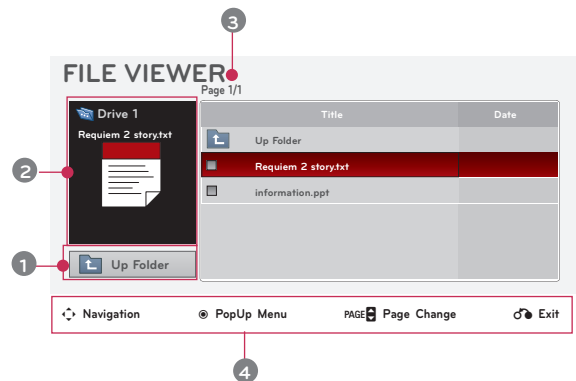 3
FILE VIEWER
Page 1/1
Drive 1
Requiem 2 story.txt
Title Date
Up Folder
Requiem 2 story.txt
information.ppt
2
1
Up Folder
Navigation PopUp Menu PAGE Page Change Exit
4